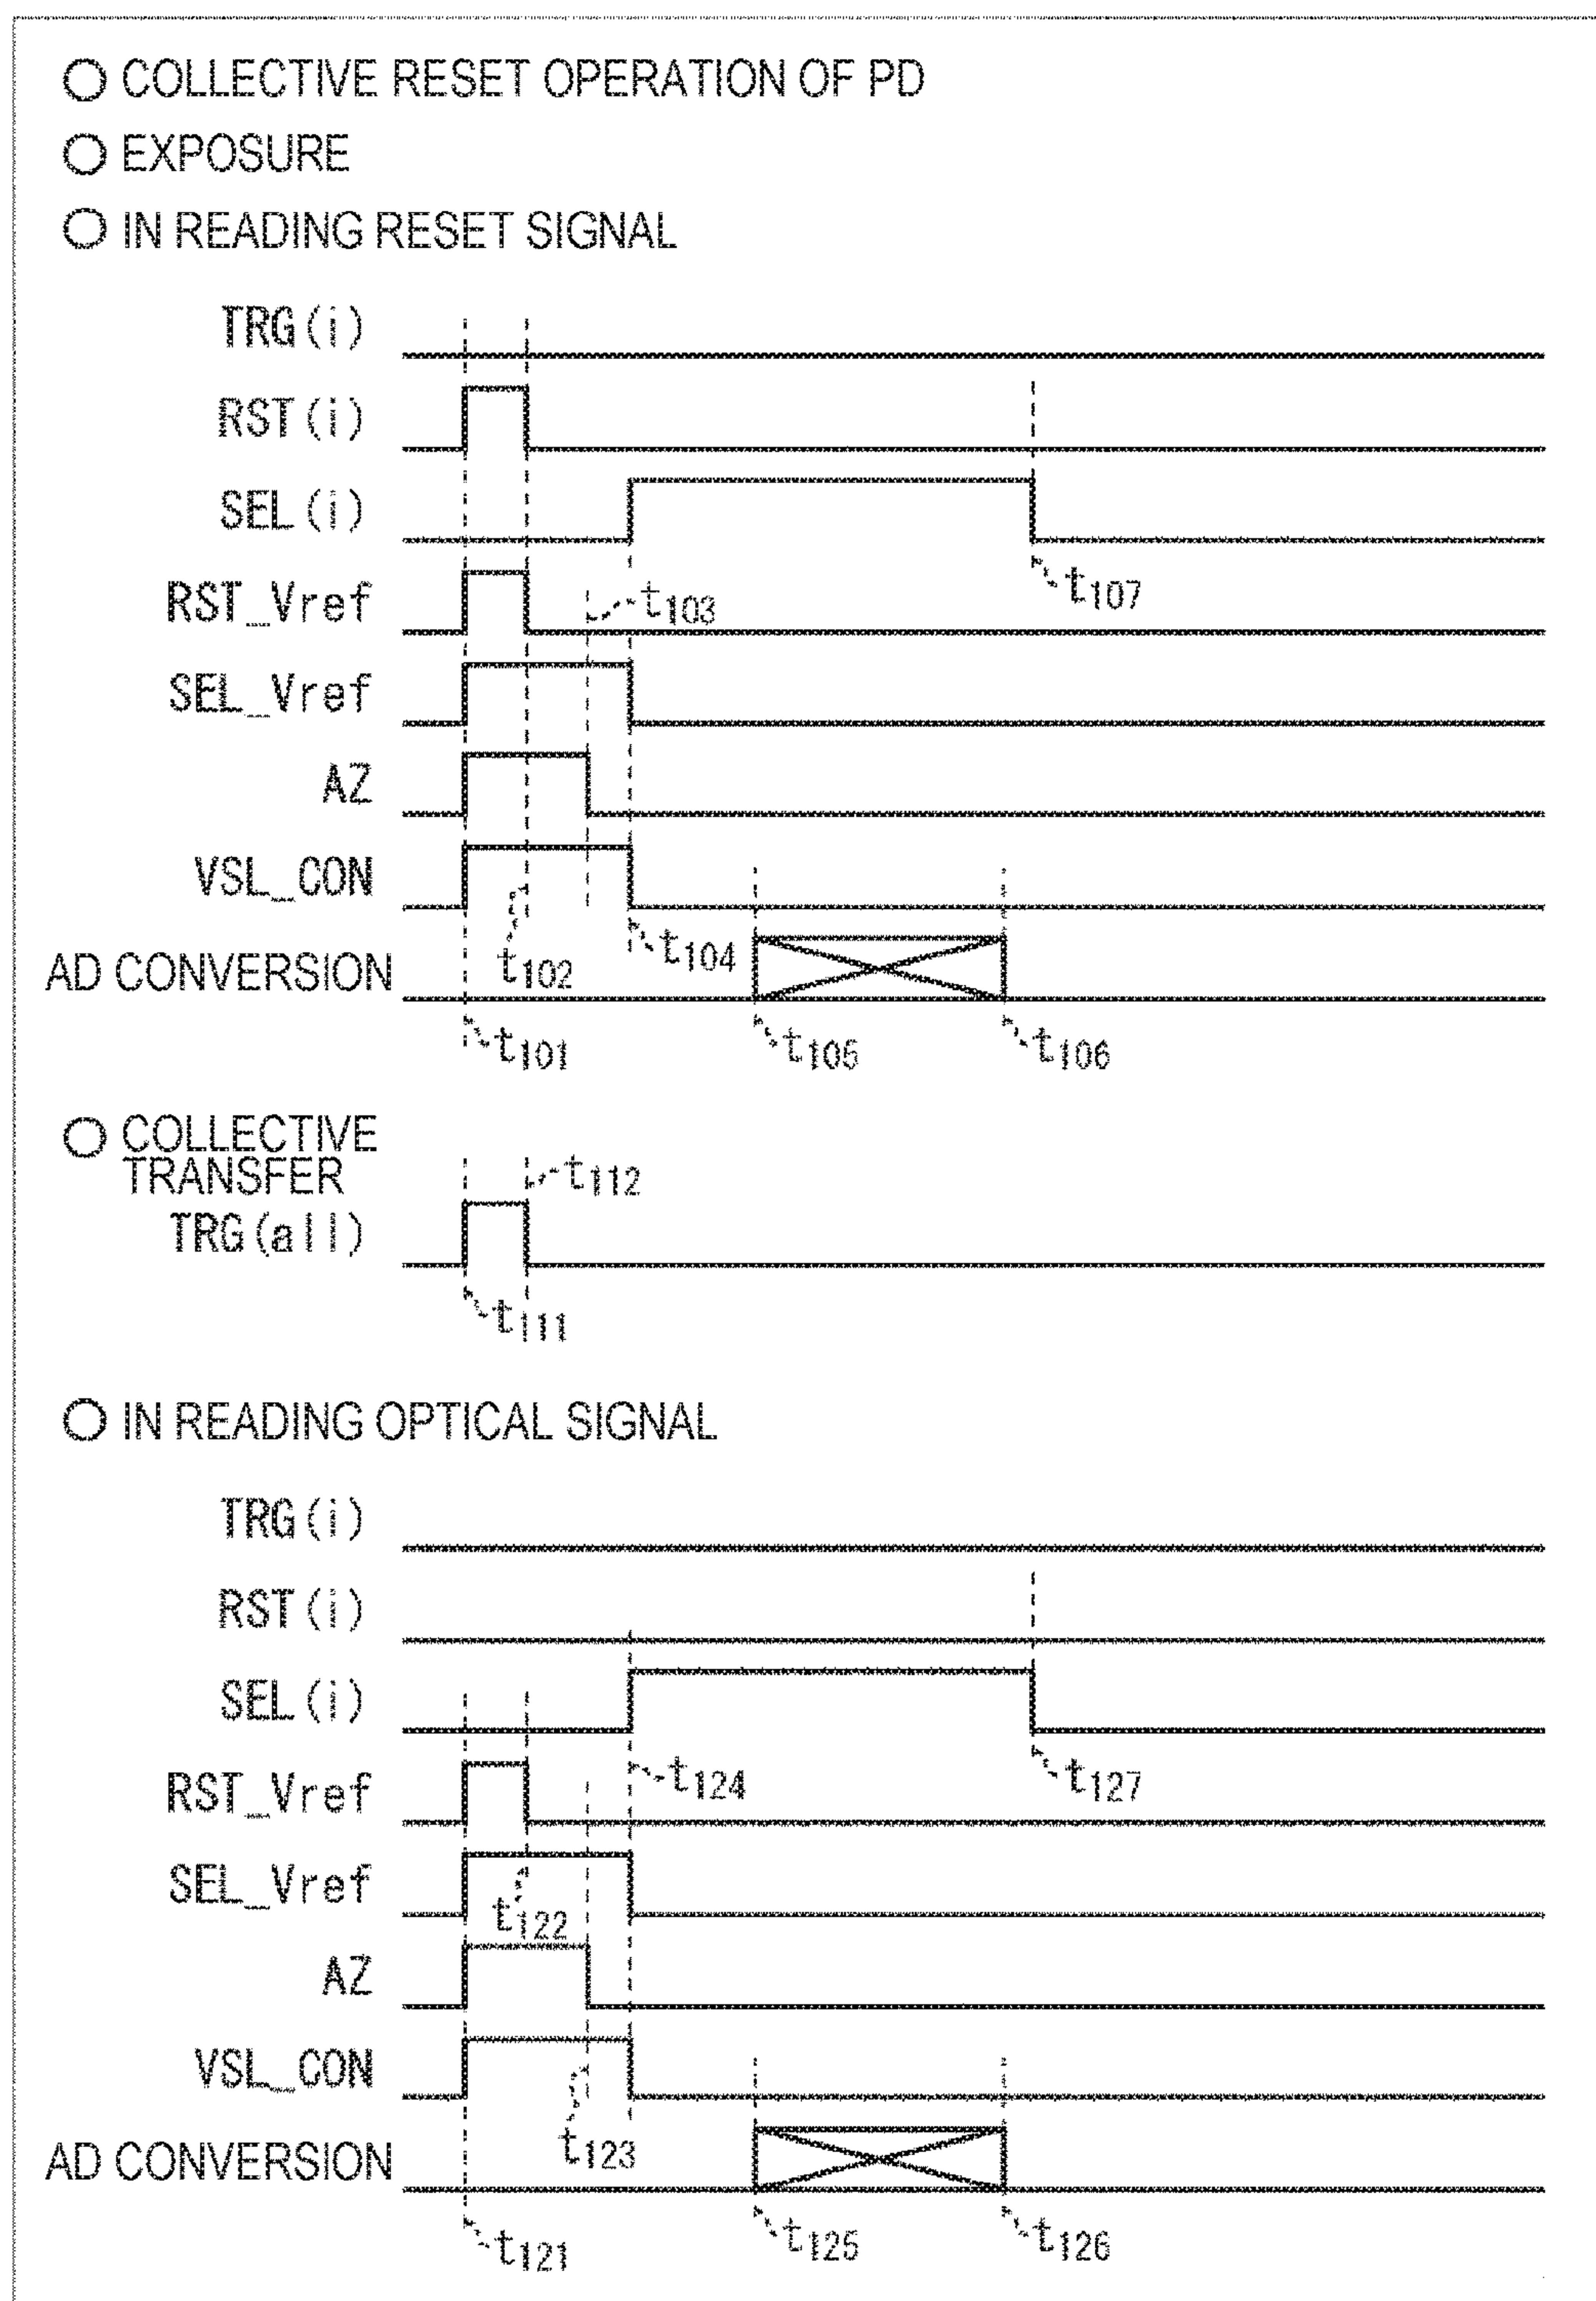 ○ COLLECTIVE RESET OPERATION OF PD
○ EXPOSURE
○ IN READING RESET SIGNAL
TRG(i)
RST(i)
SEL(i)
t107
RST_Vref
t103
SEL_Vref
AZ
VSL_CON
t102
t104
AD CONVERSION
t101
t105
t106
○ COLLECTIVE
TRANSFER
t112
TRG(all)
t111
○ IN READING OPTICAL SIGNAL
TRG(i)
RST(i)
SEL(i)
t124
t127
RST_Vref
SEL_Vref
t122
AZ
VSL_CON
t123
AD CONVERSION
t121
t125
t126